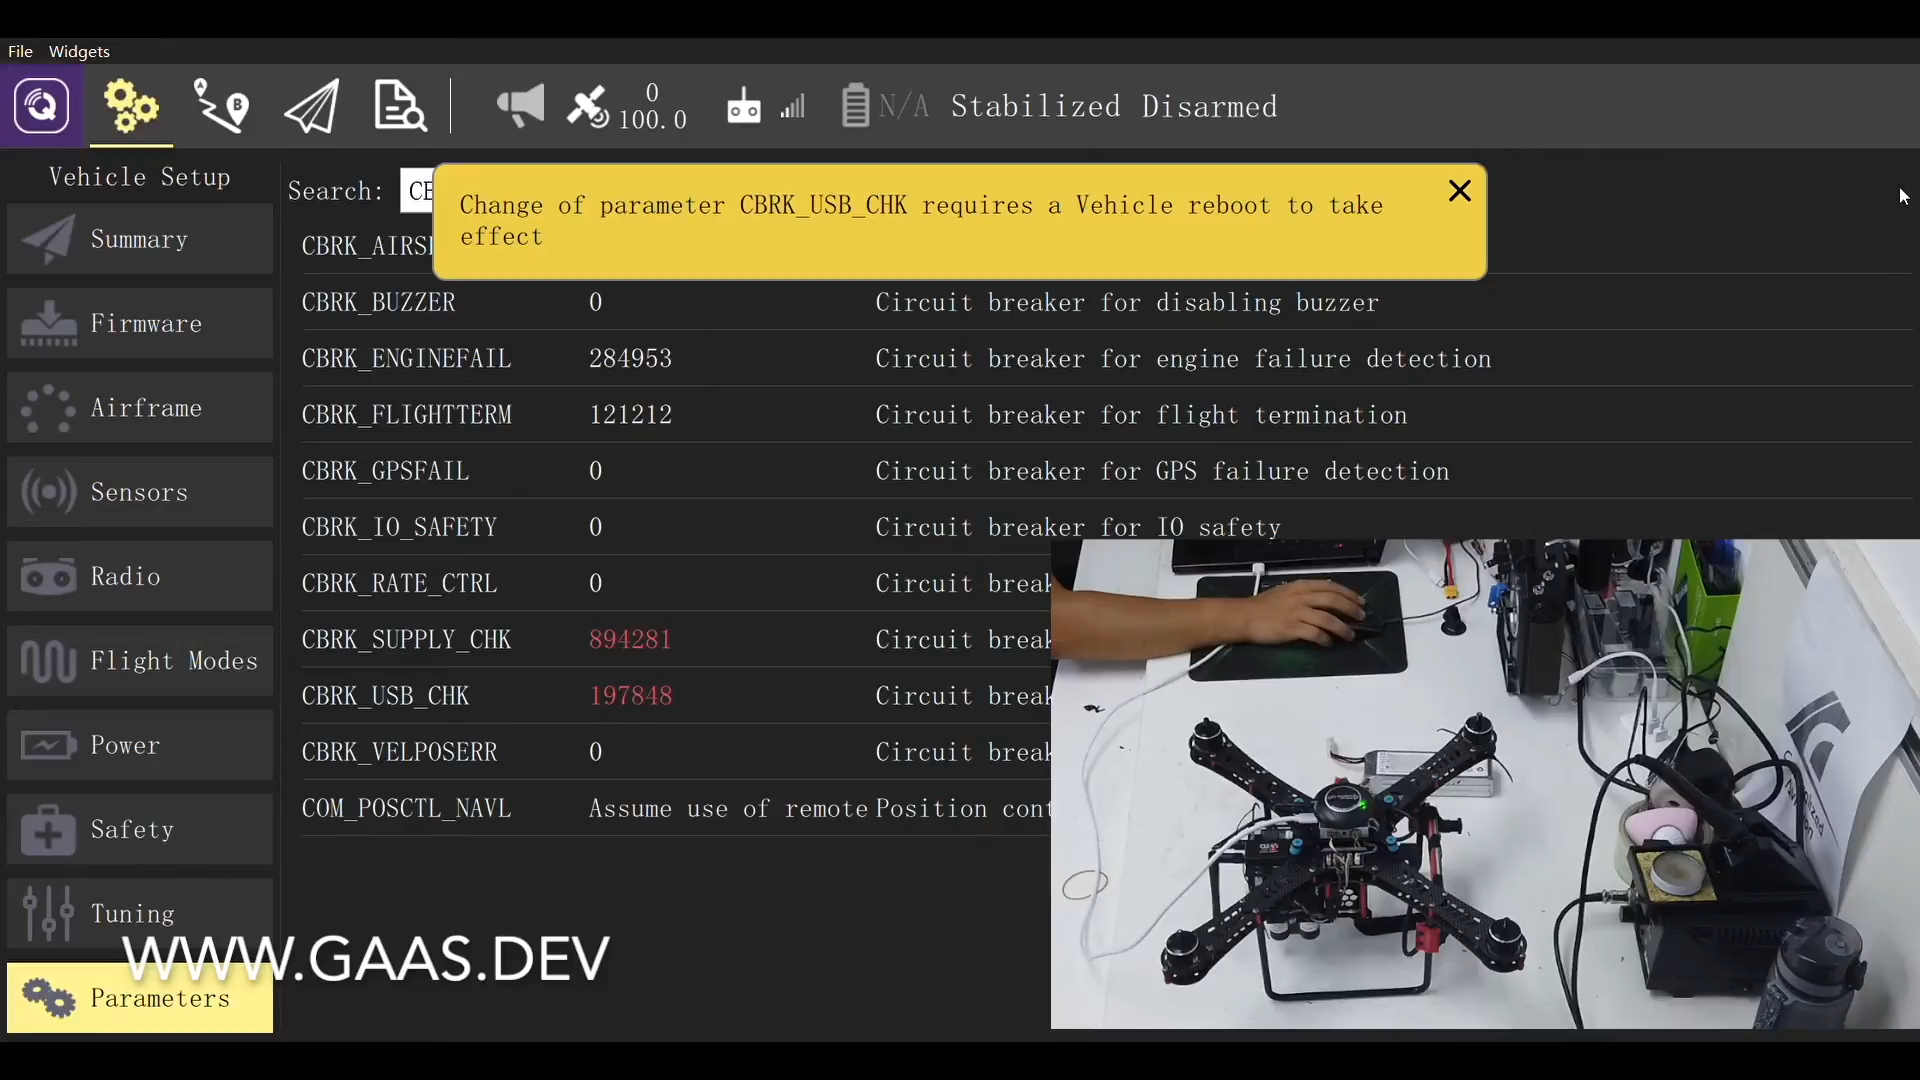 File Widgets
0
100.0
N/A Stabilized Disarmed
Vehicle Setup
Search: CB
Change of parameter CBRK_USB_CHK requires a Vehicle reboot to take
effect
Summary
Firmware
Airframe
Sensors
Radio
Flight Modes
Power
Safety
Tuning
Parameters
CBRK_AIRS
CBRK_BUZZER 0 Circuit breaker for disabling buzzer
CBRK_ENGINEFAIL 284953 Circuit breaker for engine failure detection
CBRK_FLIGHTTERM 121212 Circuit breaker for flight termination
CBRK_GPSFAIL 0 Circuit breaker for GPS failure detection
CBRK_IO_SAFETY 0 Circuit breaker for IO safety
CBRK_RATE_CTRL 0 Circuit break
CBRK_SUPPLY_CHK 894281 Circuit break
CBRK_USB_CHK 197848 Circuit break
CBRK_VELPOSERR 0 Circuit break
COM_POSCTL_NAVL Assume use of remote Position cont
WWW.GAAS.DEV